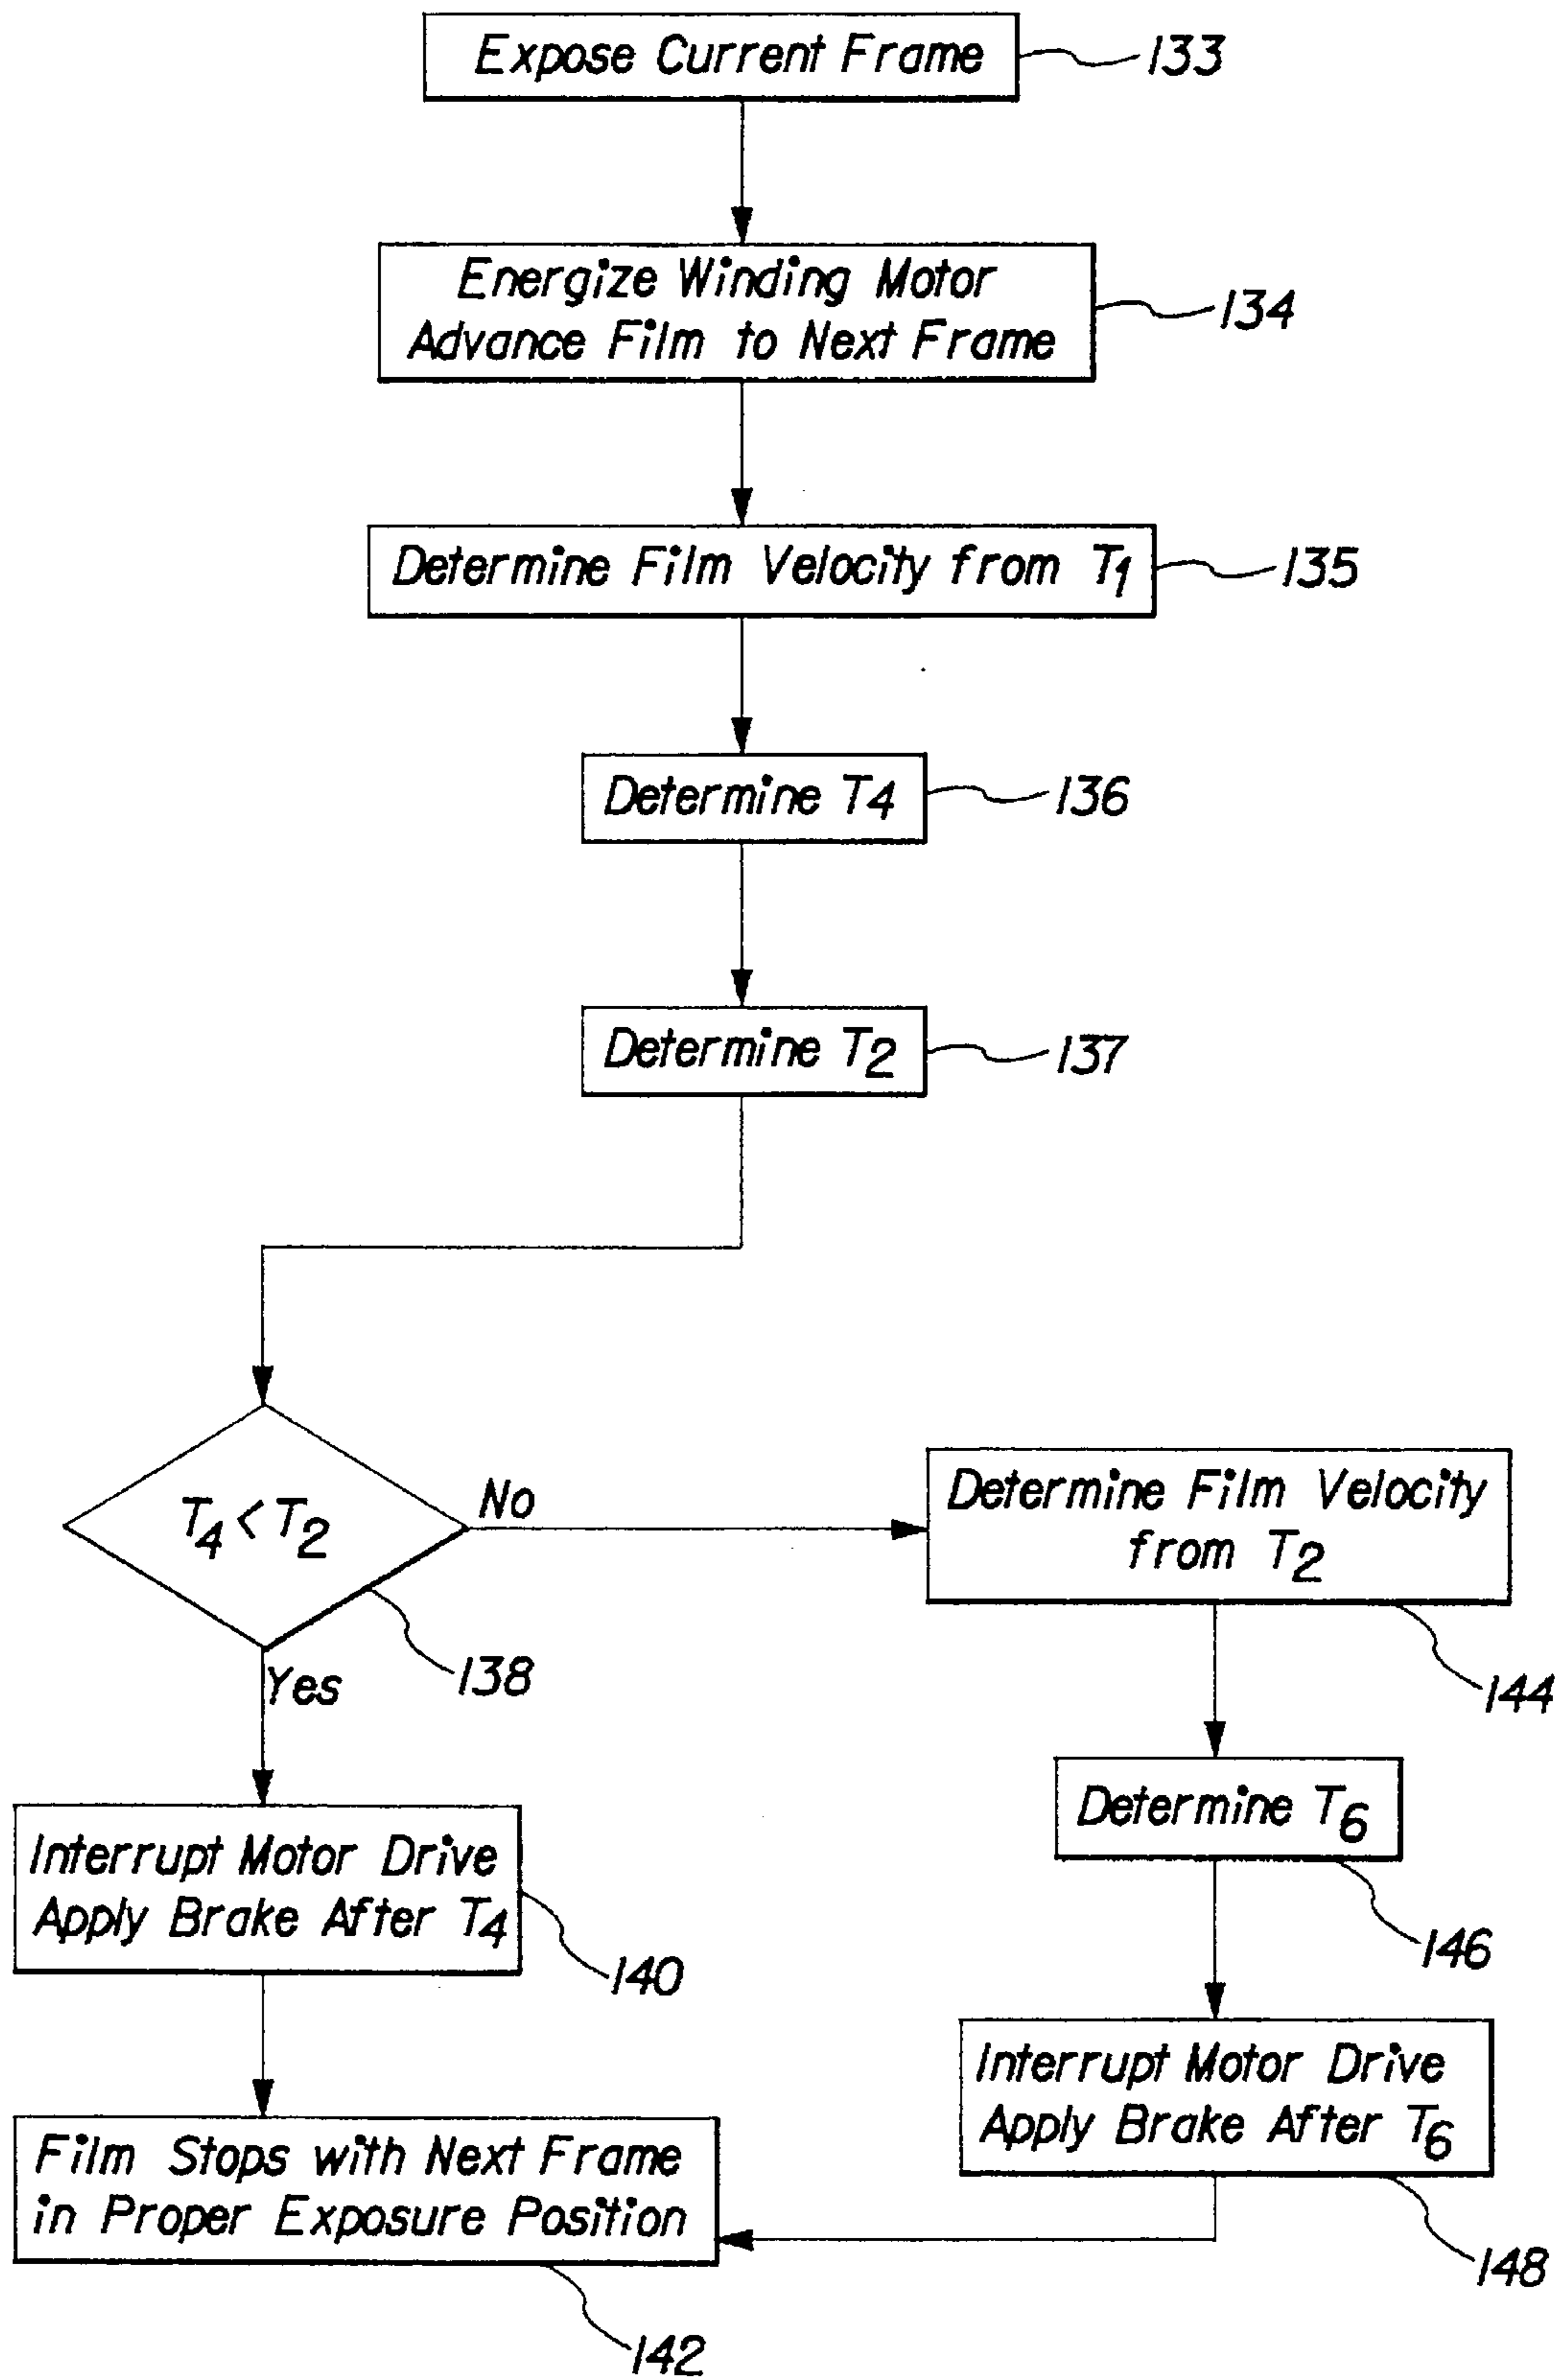 Expose Current Frame
133
Energize Winding Motor
Advance Film to Next Frame
134
Determine Film Velocity from T1
135
Determine T4
136
Determine T2
137
T4 < T2
138
No
Yes
Determine Film Velocity
from T2
144
Determine T6
146
Interrupt Motor Drive
Apply Brake After T4
140
Interrupt Motor Drive
Apply Brake After T6
148
Film Stops with Next Frame
in Proper Exposure Position
142